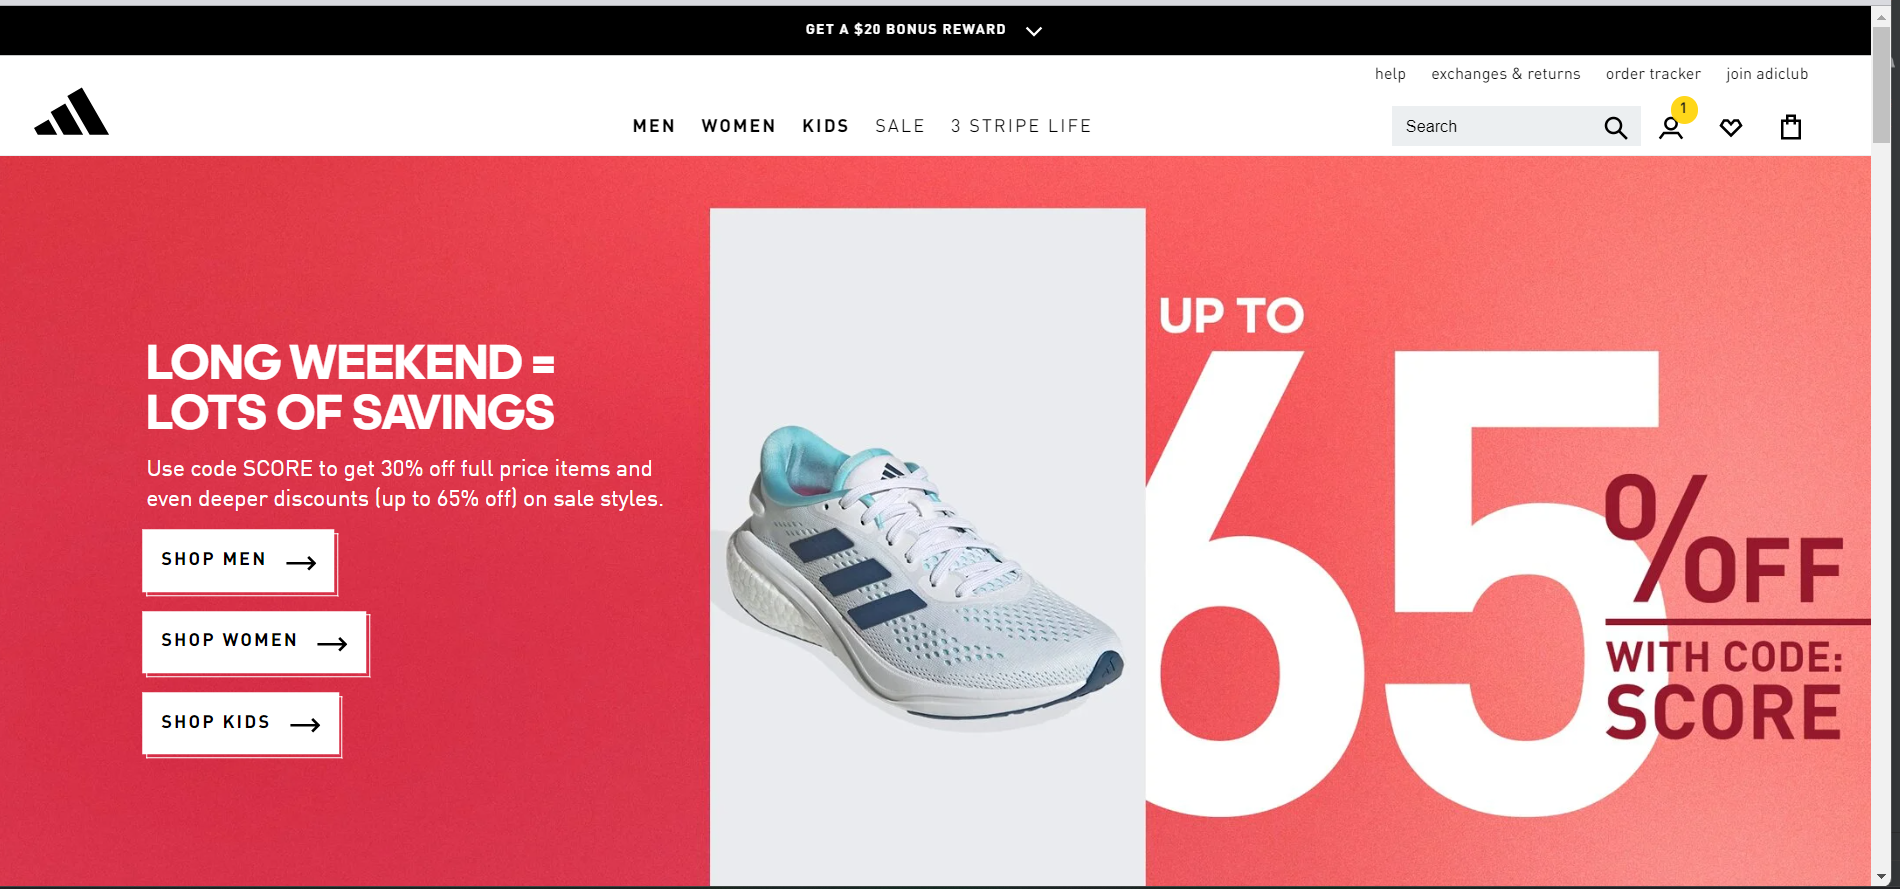 GET A $20 BONUS REWARD
help exchanges & returns order tracker join adiclub
MEN WOMEN KIDS SALE 3 STRIPE LIFE
Search
1
LONG WEEKEND =
LOTS OF SAVINGS
Use code SCORE to get 30% off full price items and
even deeper discounts (up to 65% off) on sale styles.
SHOP MEN
SHOP WOMEN
SHOP KIDS
UP TO
65
%OFF
WITH CODE:
SCORE